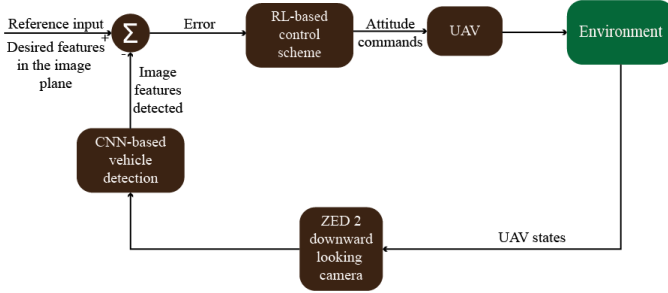 Reference input
Desired features
in the image
plane
+
-
Σ
Error
RL-based
control
scheme
Attitude
commands
UAV
Environment
Image
features
detected
CNN-based
vehicle
detection
ZED 2
downward
looking
camera
UAV states